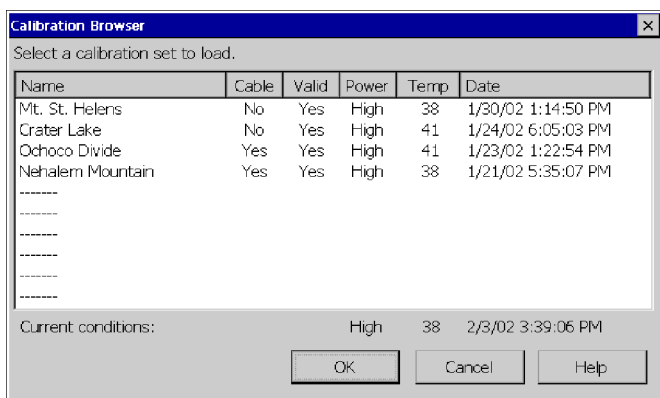 Calibration Browser
Select a calibration set to load.
Name Cable Valid Power Temp Date
Mt. St. Helens No Yes High 38 1/30/02 1:14:50 PM
Crater Lake No Yes High 41 1/24/02 6:05:03 PM
Ochoco Divide Yes Yes High 41 1/23/02 1:22:54 PM
Nehalem Mountain Yes Yes High 38 1/21/02 5:35:07 PM
-------
-------
-------
-------
-------
-------
Current conditions: High 38 2/3/02 3:39:06 PM
OK Cancel Help